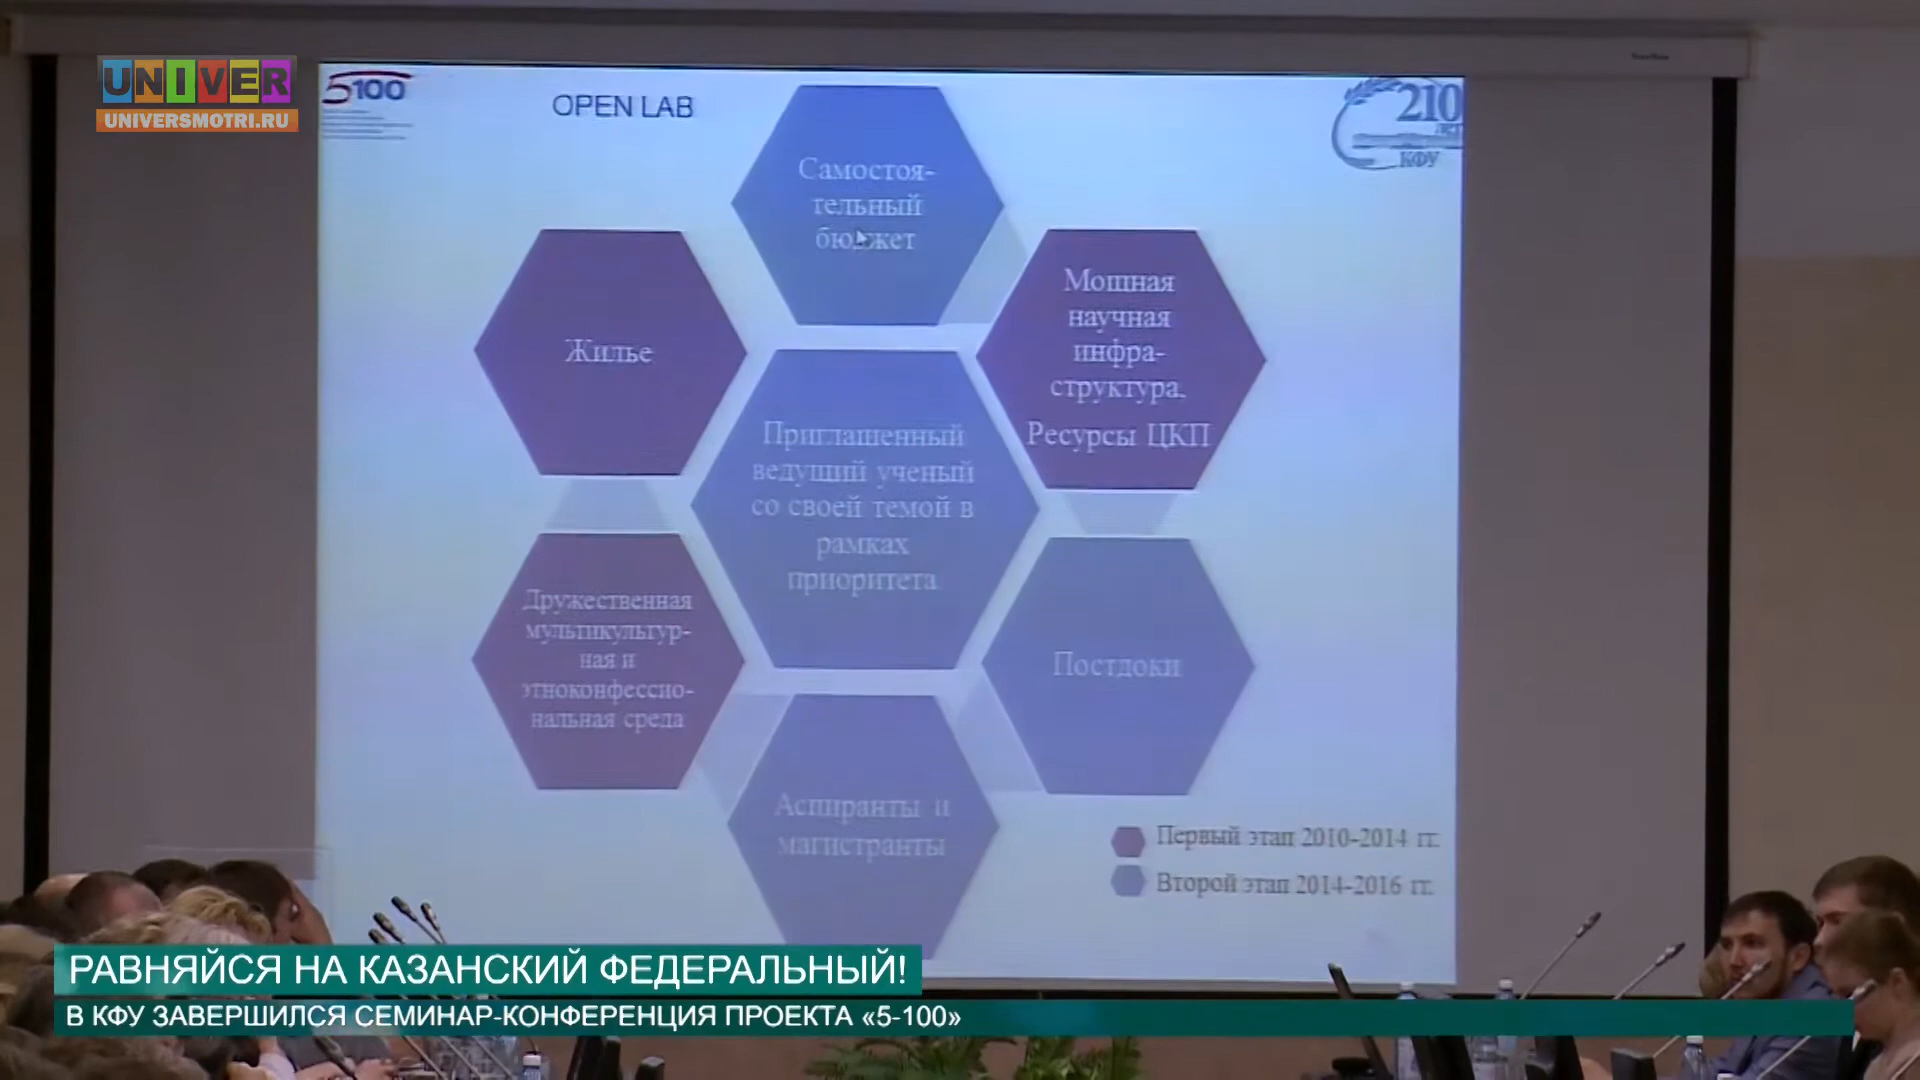 UNIVER
UNIVERSMOTRI.RU
5100
OPEN LAB
210
ЛЕТ
КФУ
Самостоя-
тельный
бюджет
Жилье
Мощная
научная
инфра-
структура.
Ресурсы ЦКП
Приглашенный
ведущий ученый
со своей темой в
рамках
приоритета
Дружественная
мультикультур-
ная и
этноконфессио-
нальная среда
Постдоки
Аспиранты и
магистранты
Первый этап 2010-2014 гг.
Второй этап 2014-2016 гг.
РАВНЯЙСЯ НА КАЗАНСКИЙ ФЕДЕРАЛЬНЫЙ!
В КФУ ЗАВЕРШИЛСЯ СЕМИНАР-КОНФЕРЕНЦИЯ ПРОЕКТА «5-100»